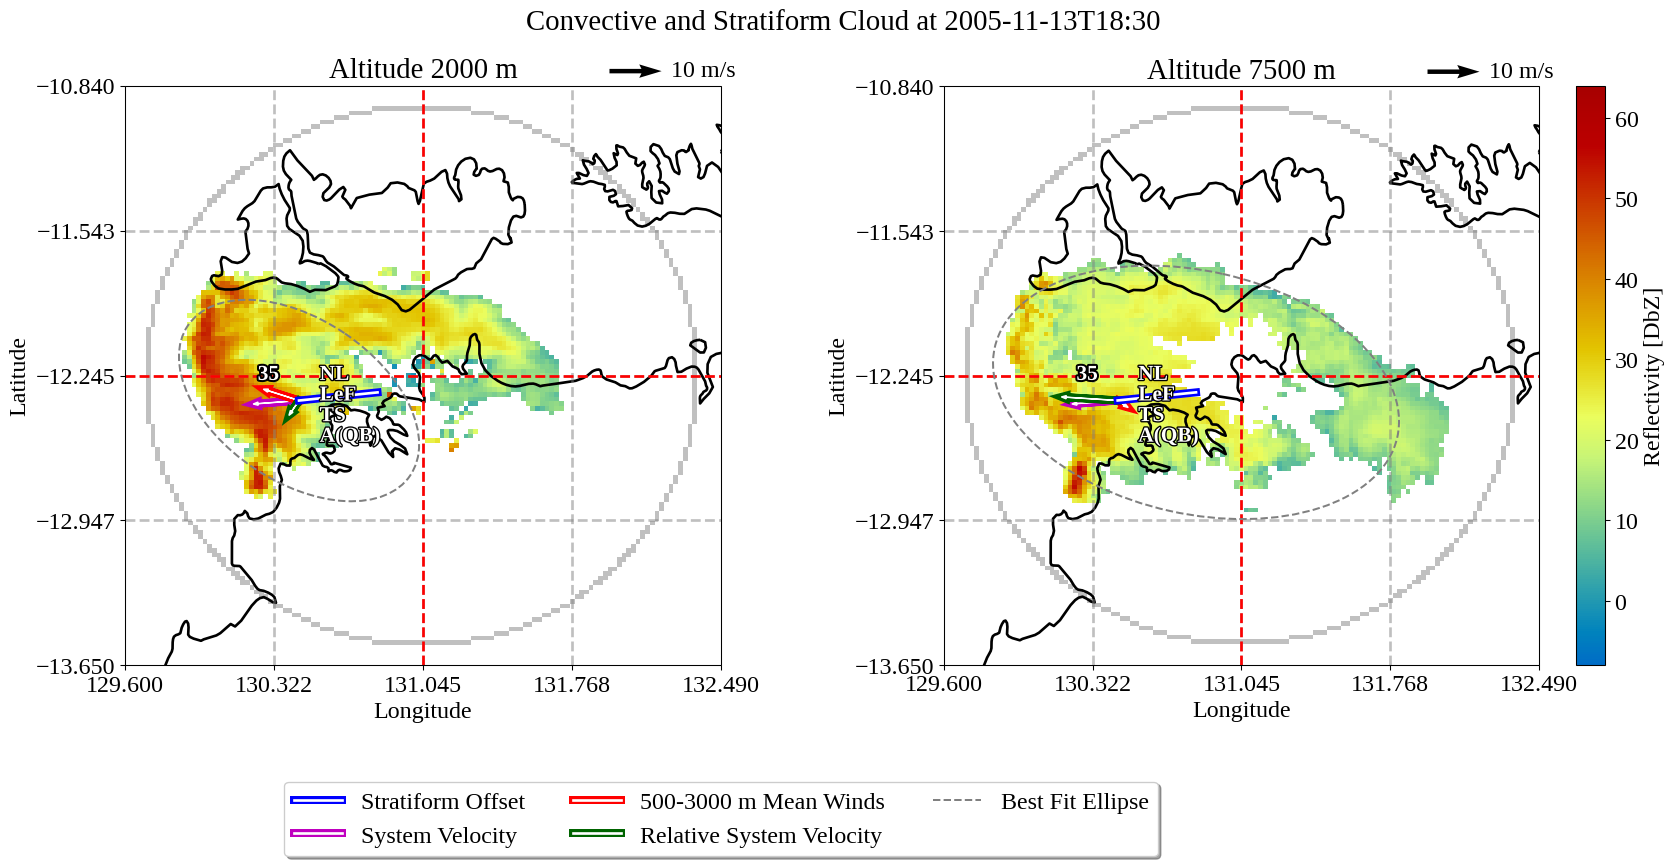 Convective and Stratiform Cloud at 2005-11-13T18:30
Altitude 2000 m
10 m/s
−10.840
−11.543
−12.245
−12.947
−13.650
129.600
130.322
131.045
131.768
132.490
Latitude
Longitude
35
NL
LeF
TS
A(QB)
Altitude 7500 m
10 m/s
−10.840
−11.543
−12.245
−12.947
−13.650
129.600
130.322
131.045
131.768
132.490
Latitude
Longitude
35
NL
LeF
TS
A(QB)
60
50
40
30
20
10
0
Reflectivity [DbZ]
Stratiform Offset
System Velocity
500-3000 m Mean Winds
Relative System Velocity
Best Fit Ellipse